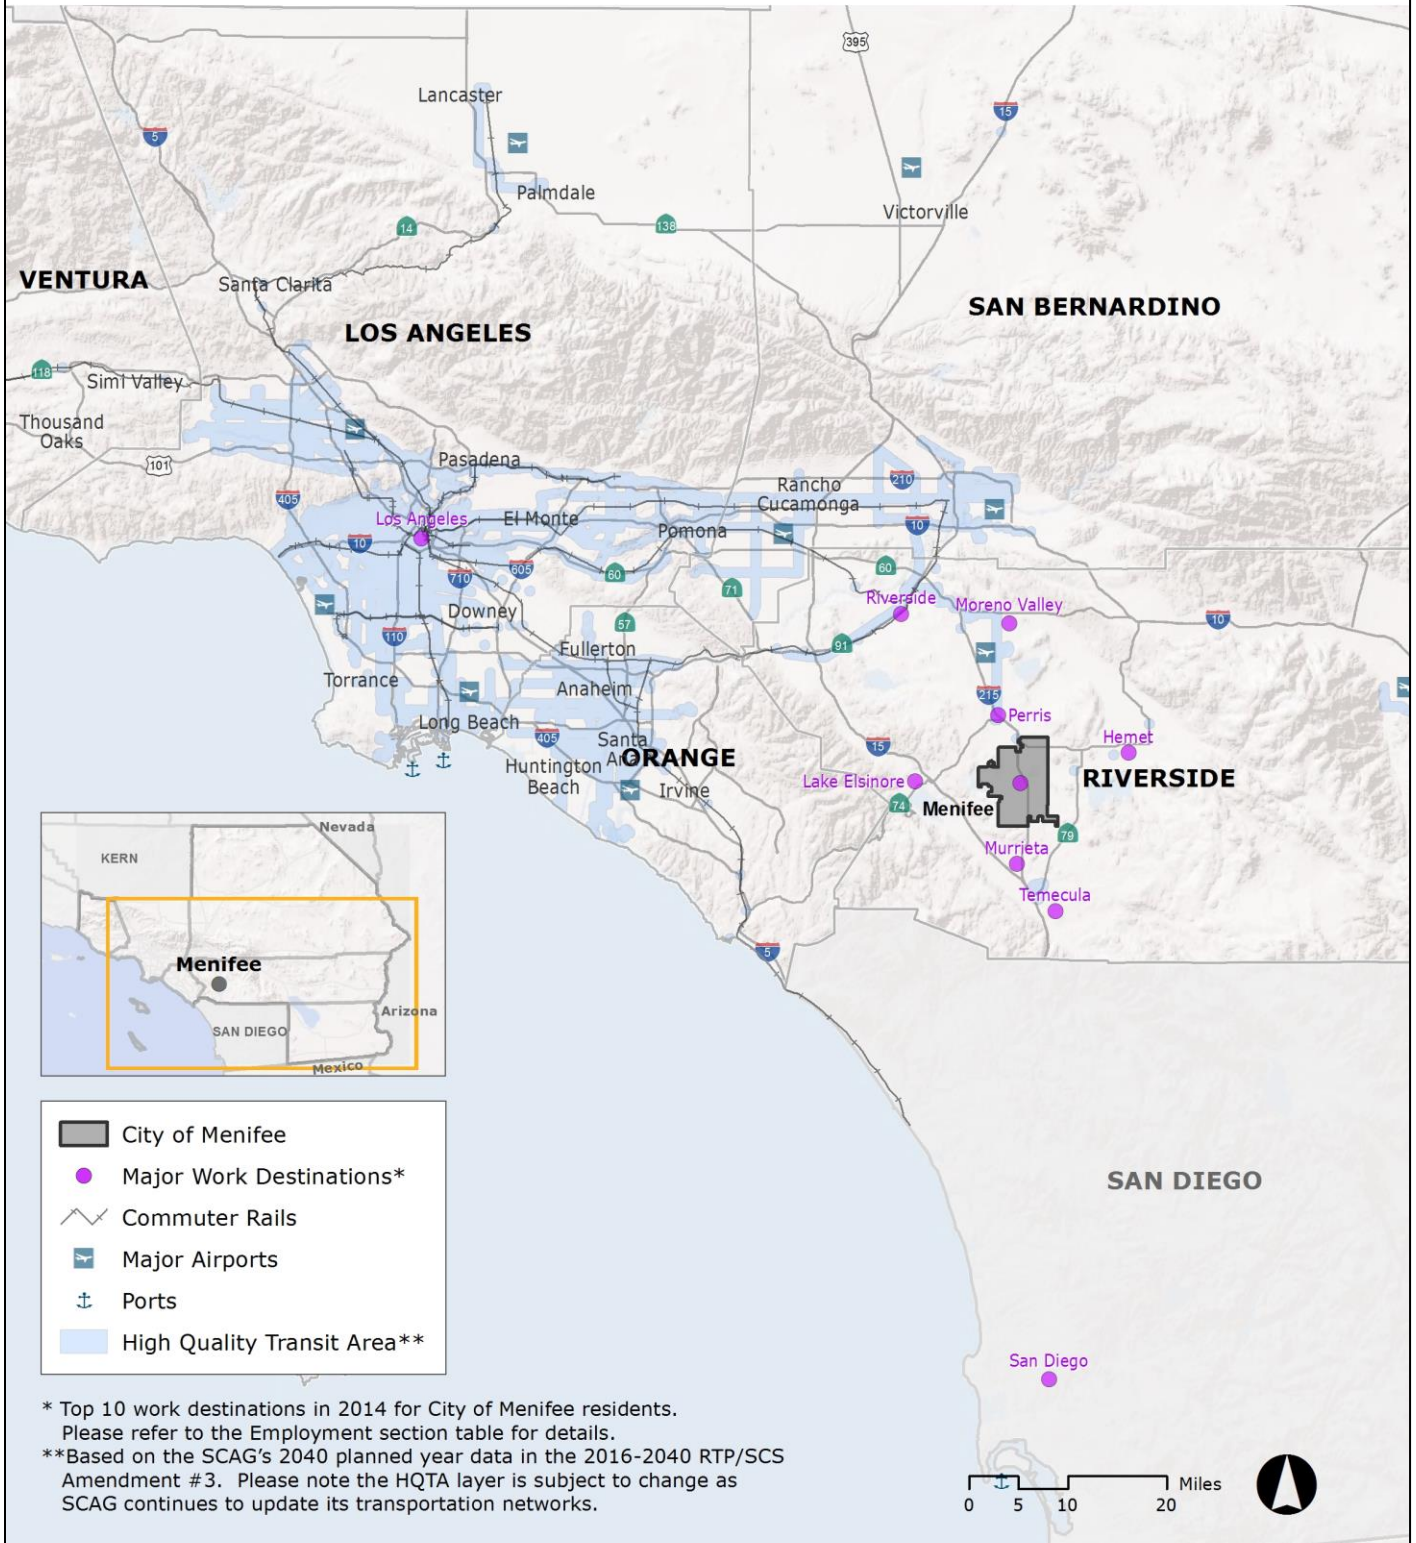 395
15
Lancaster
5
Palmdale
Victorville
14
138
VENTURA
Santa Clarita
SAN BERNARDINO
LOS ANGELES
118
Simi Valley
Thousand
Oaks
101
Pasadena
405
210
Rancho
Cucamonga
Los Angeles
El Monte
Pomona
10
10
710
605
60
60
71
Riverside
Moreno Valley
Downey
57
10
110
91
Fullerton
Torrance
Anaheim
215
Perris
Long Beach
405
Santa
Ana
ORANGE
15
Hemet
Huntington
Beach
Irvine
Lake Elsinore
RIVERSIDE
74
Menifee
79
Murrieta
Temecula
5
Nevada
KERN
Menifee
Arizona
SAN DIEGO
Mexico
City of Menifee
Major Work Destinations*
Commuter Rails
Major Airports
Ports
High Quality Transit Area**
SAN DIEGO
San Diego
* Top 10 work destinations in 2014 for City of Menifee residents.
Please refer to the Employment section table for details.
**Based on the SCAG's 2040 planned year data in the 2016-2040 RTP/SCS
Amendment #3. Please note the HQTA layer is subject to change as
SCAG continues to update its transportation networks.
Miles
0 5 10 20